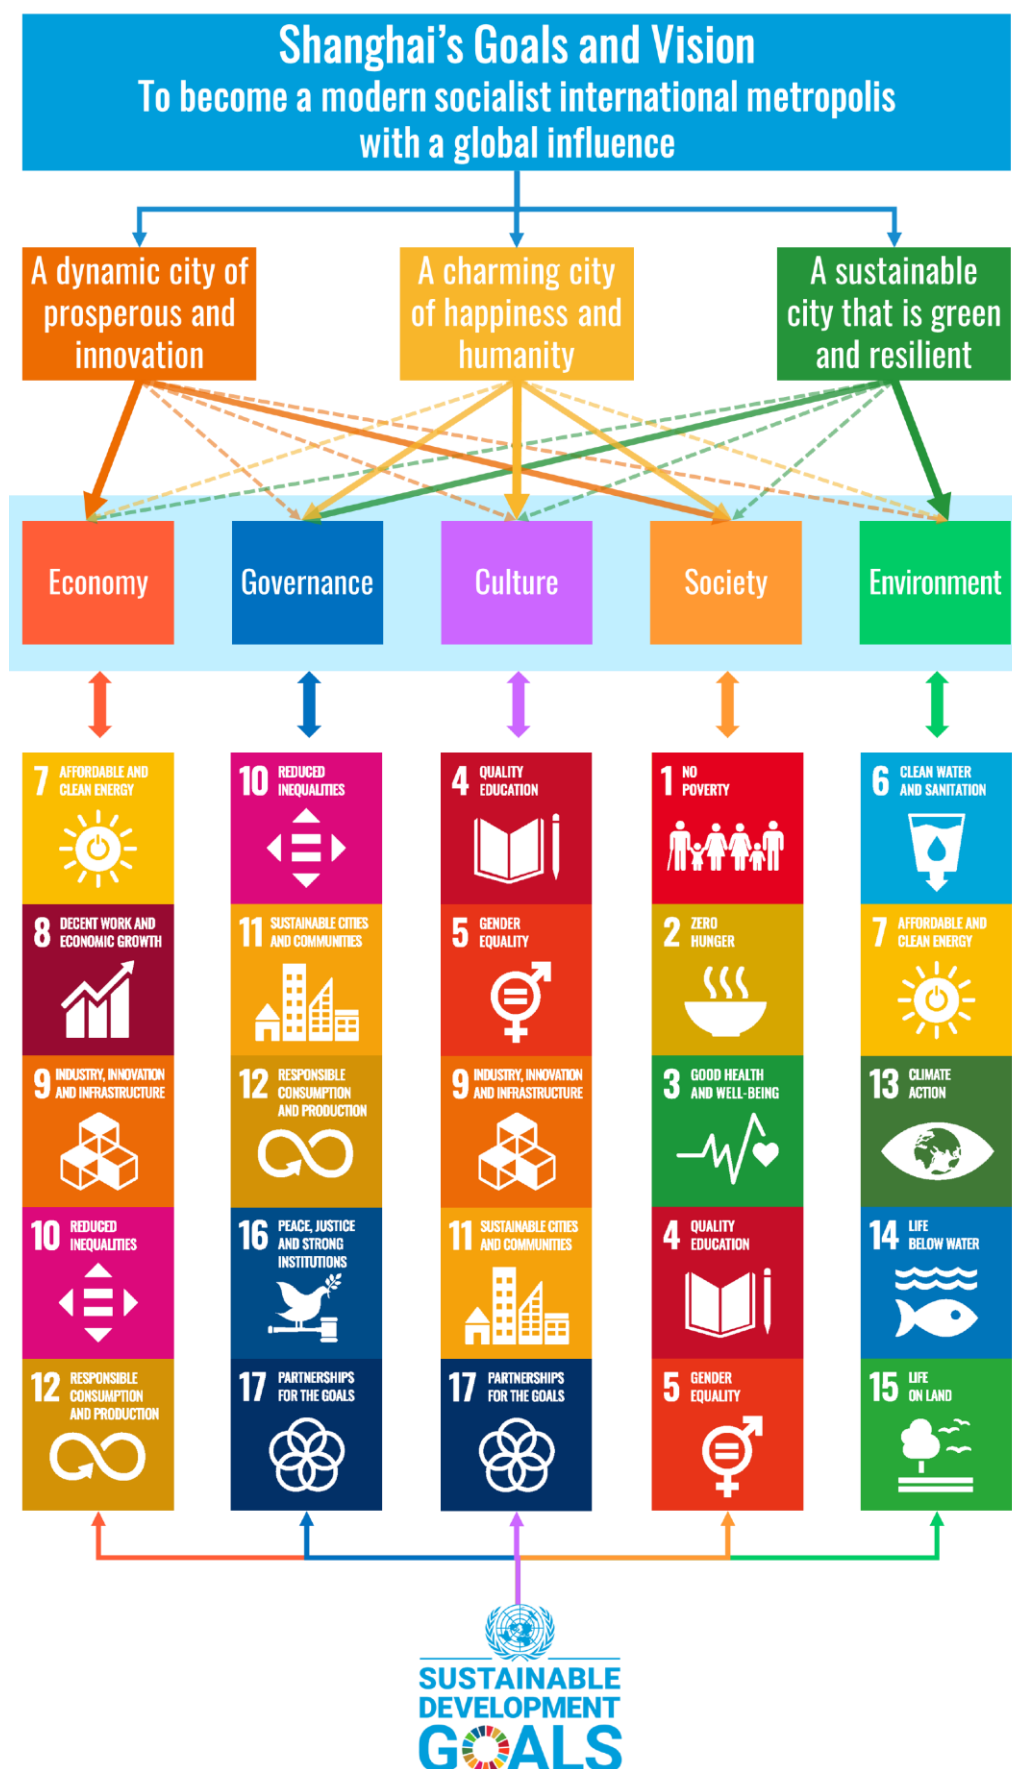 Shanghai's Goals and Vision
To become a modern socialist international metropolis
with a global influence
A dynamic city of
prosperous and
innovation
A charming city
of happiness and
humanity
A sustainable
city that is green
and resilient
Economy
Governance
Culture
Society
Environment
7 AFFORDABLE AND
CLEAN ENERGY
8 DECENT WORK AND
ECONOMIC GROWTH
9 INDUSTRY, INNOVATION
AND INFRASTRUCTURE
10 REDUCED
INEQUALITIES
12 RESPONSIBLE
CONSUMPTION
AND PRODUCTION
10 REDUCED
INEQUALITIES
11 SUSTAINABLE CITIES
AND COMMUNITIES
12 RESPONSIBLE
CONSUMPTION
AND PRODUCTION
16 PEACE, JUSTICE
AND STRONG
INSTITUTIONS
17 PARTNERSHIPS
FOR THE GOALS
4 QUALITY
EDUCATION
5 GENDER
EQUALITY
9 INDUSTRY, INNOVATION
AND INFRASTRUCTURE
11 SUSTAINABLE CITIES
AND COMMUNITIES
17 PARTNERSHIPS
FOR THE GOALS
1 NO
POVERTY
2 ZERO
HUNGER
3 GOOD HEALTH
AND WELL-BEING
4 QUALITY
EDUCATION
5 GENDER
EQUALITY
6 CLEAN WATER
AND SANITATION
7 AFFORDABLE AND
CLEAN ENERGY
13 CLIMATE
ACTION
14 LIFE
BELOW WATER
15 LIFE
ON LAND
SUSTAINABLE
DEVELOPMENT
GOALS